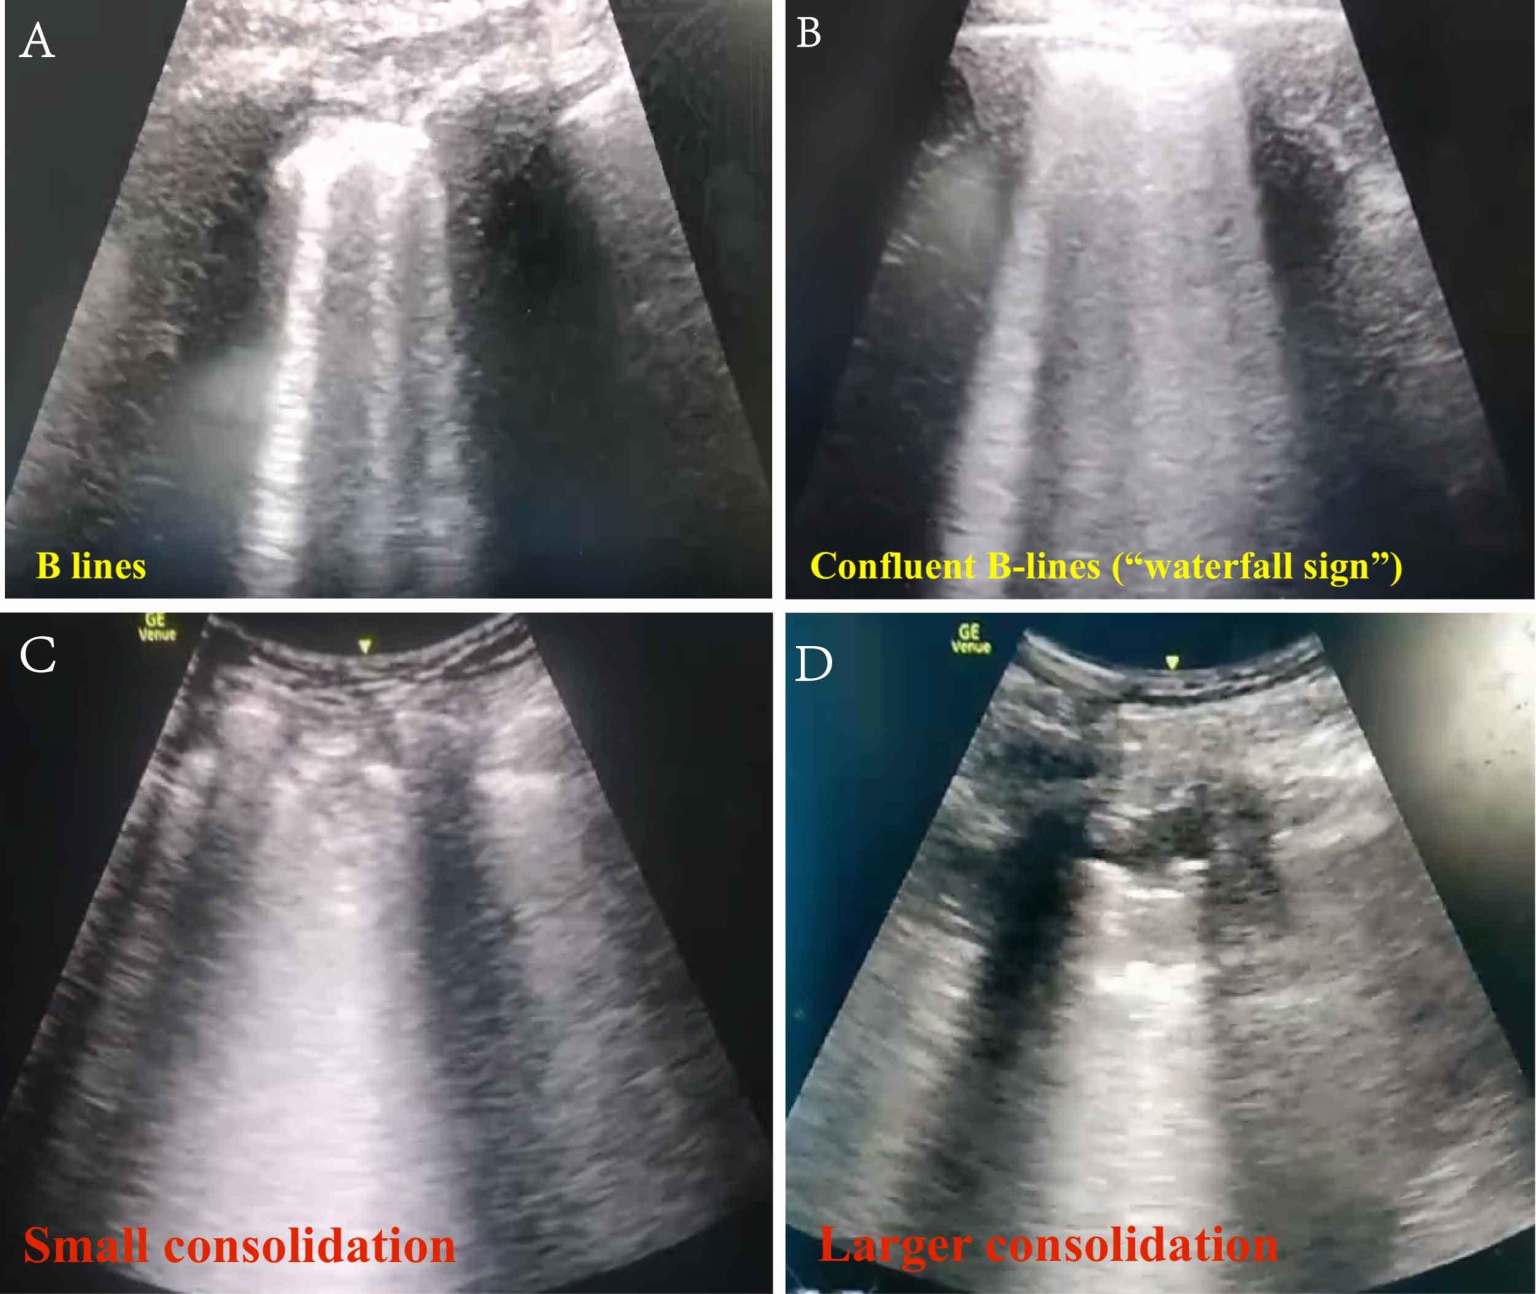 A
B
B lines
Confluent B-lines (“waterfall sign”)
GE
Venue
C
GE
Venue
D
Small consolidation
Larger consolidation